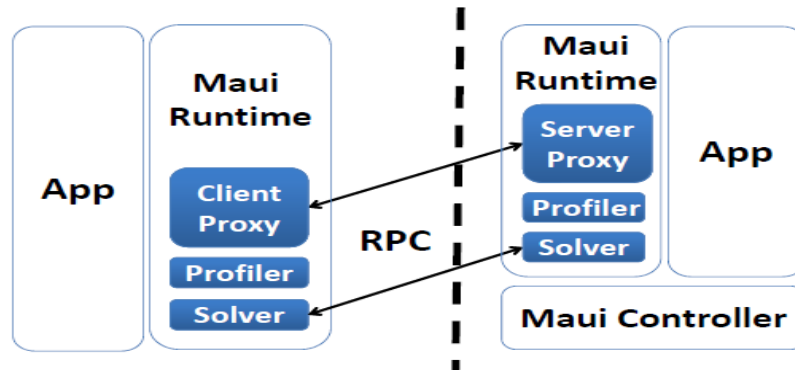 App
Maui
Runtime
Client
Proxy
Profiler
Solver
RPC
Maui
Runtime
Server
Proxy
Profiler
Solver
App
Maui Controller